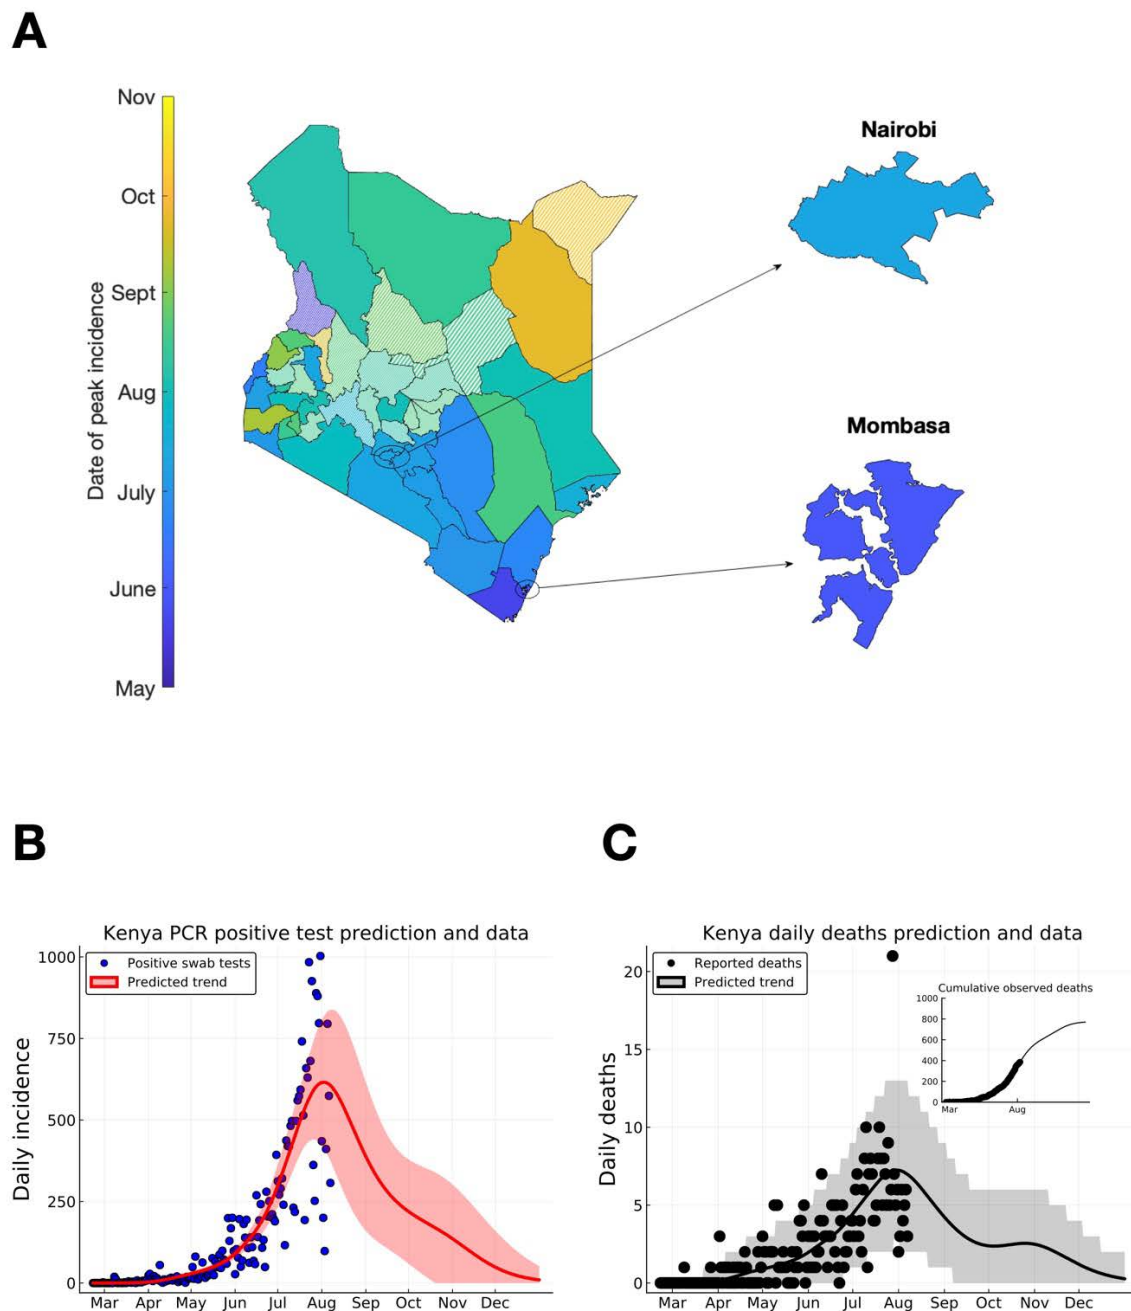 A
Nov
Oct
Sept
Aug
July
June
May
Date of peak incidence
Nairobi
Mombasa
B
Kenya PCR positive test prediction and data
Positive swab tests
Predicted trend
1000
750
500
250
0
Daily incidence
Mar Apr May Jun Jul Aug Sep Oct Nov Dec
C
Kenya daily deaths prediction and data
Reported deaths
Predicted trend
20
15
10
5
0
Daily deaths
Cumulative observed deaths
1000
800
600
400
200
0
Mar Aug
Mar Apr May Jun Jul Aug Sep Oct Nov Dec